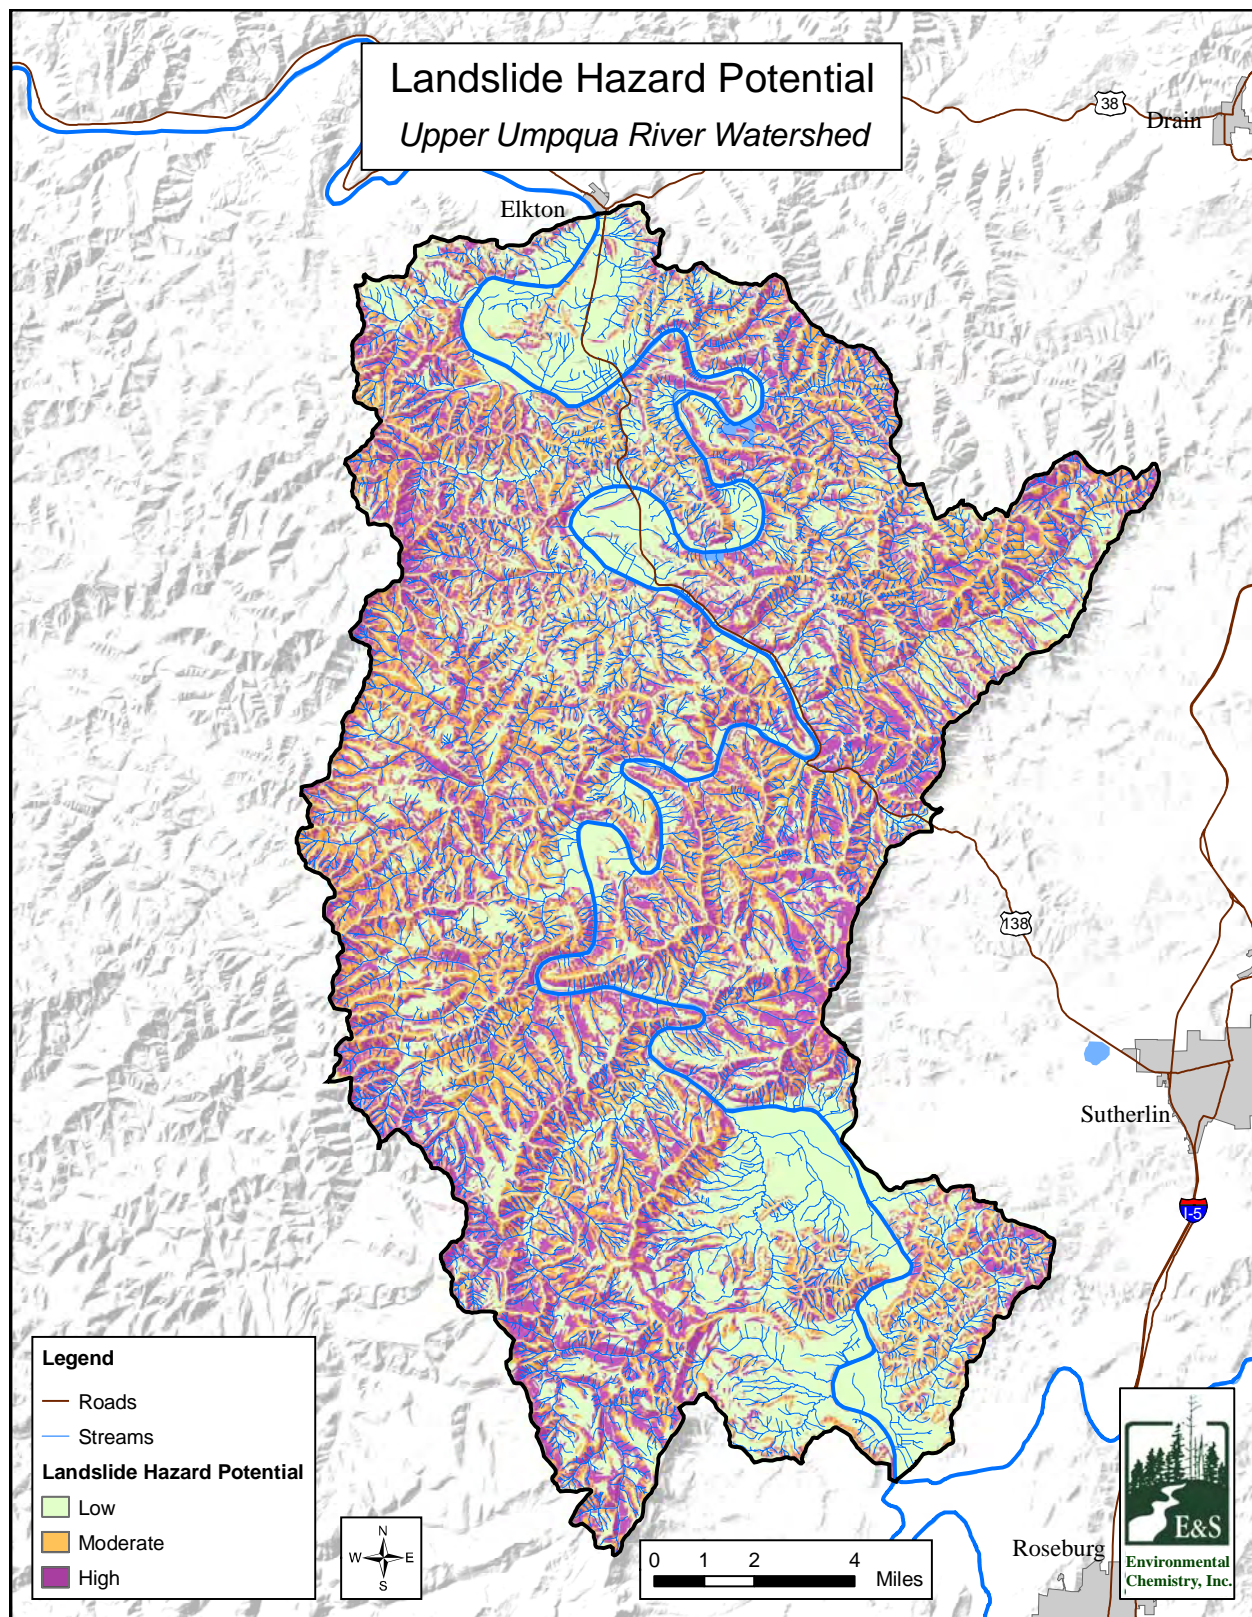 Landslide Hazard Potential
Upper Umpqua River Watershed
38
Drain
Elkton
138
Sutherlin
I-5
Legend
Roads
Streams
Landslide Hazard Potential
Low
Moderate
High
N
W E
S
0 1 2 4
Miles
Roseburg
E&S
Environmental
Chemistry, Inc.